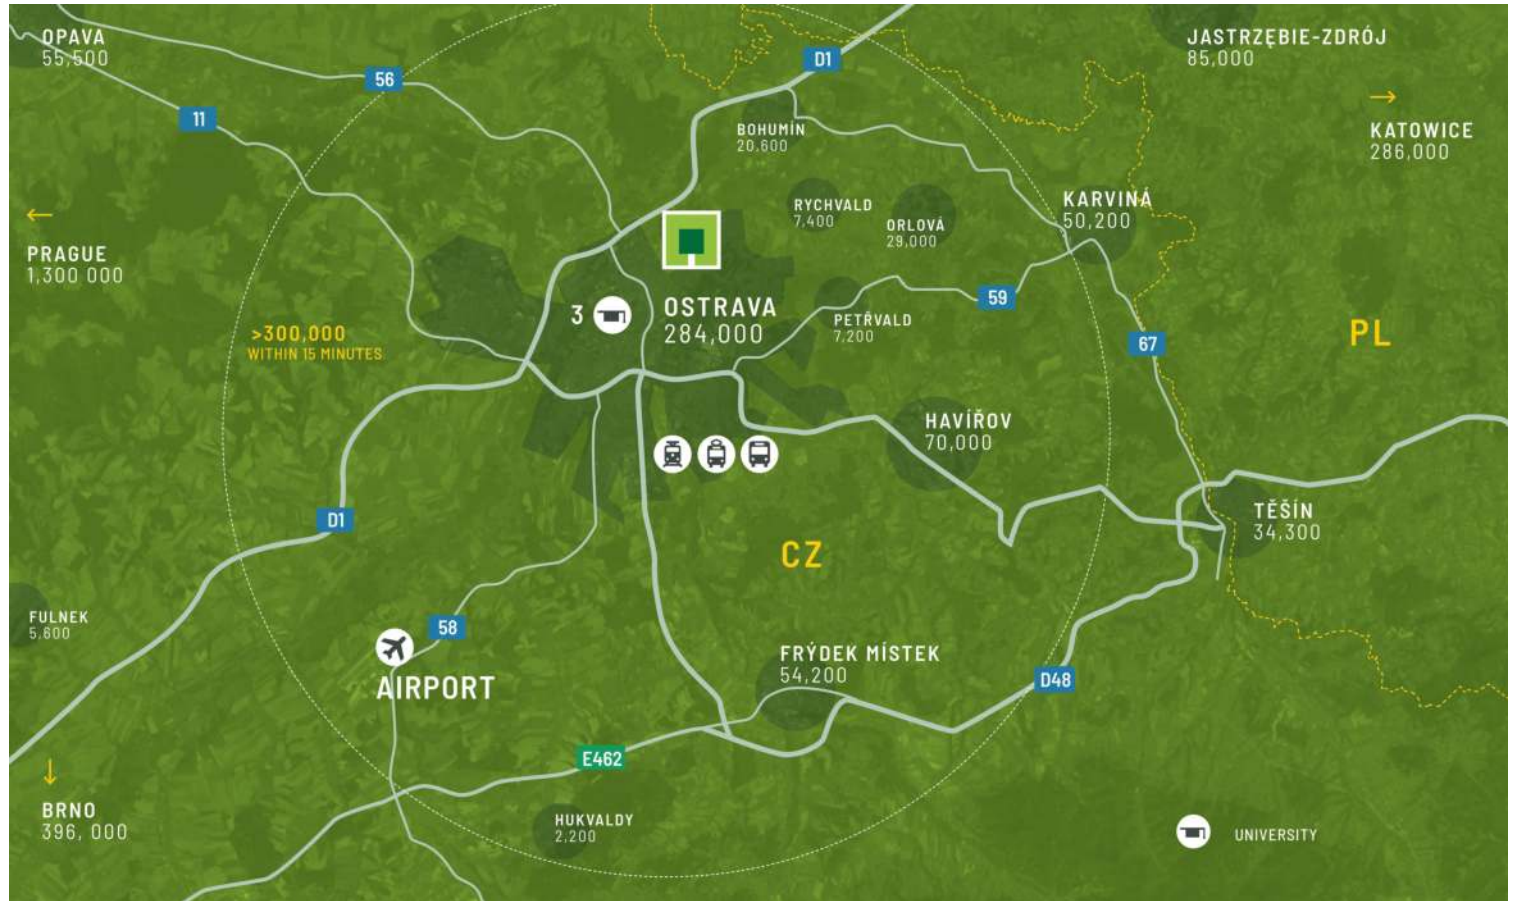 OPAVA
55,500
56
11
D1
JASTRZĘBIE-ZDRÓJ
85,000
→
KATOWICE
286,000
BOHUMÍN
20,600
RYCHVALD
7,400
ORLOVÁ
29,000
KARVINÁ
50,200
←
PRAGUE
1,300 000
>300,000
WITHIN 15 MINUTES
3
OSTRAVA
284,000
59
PETŘVALD
7,200
67
PL
HAVÍŘOV
70,000
D1
CZ
TĚŠÍN
34,300
FULNEK
5,600
58
AIRPORT
FRÝDEK MÍSTEK
54,200
D48
E462
↓
BRNO
396, 000
HUKVALDY
2,200
UNIVERSITY